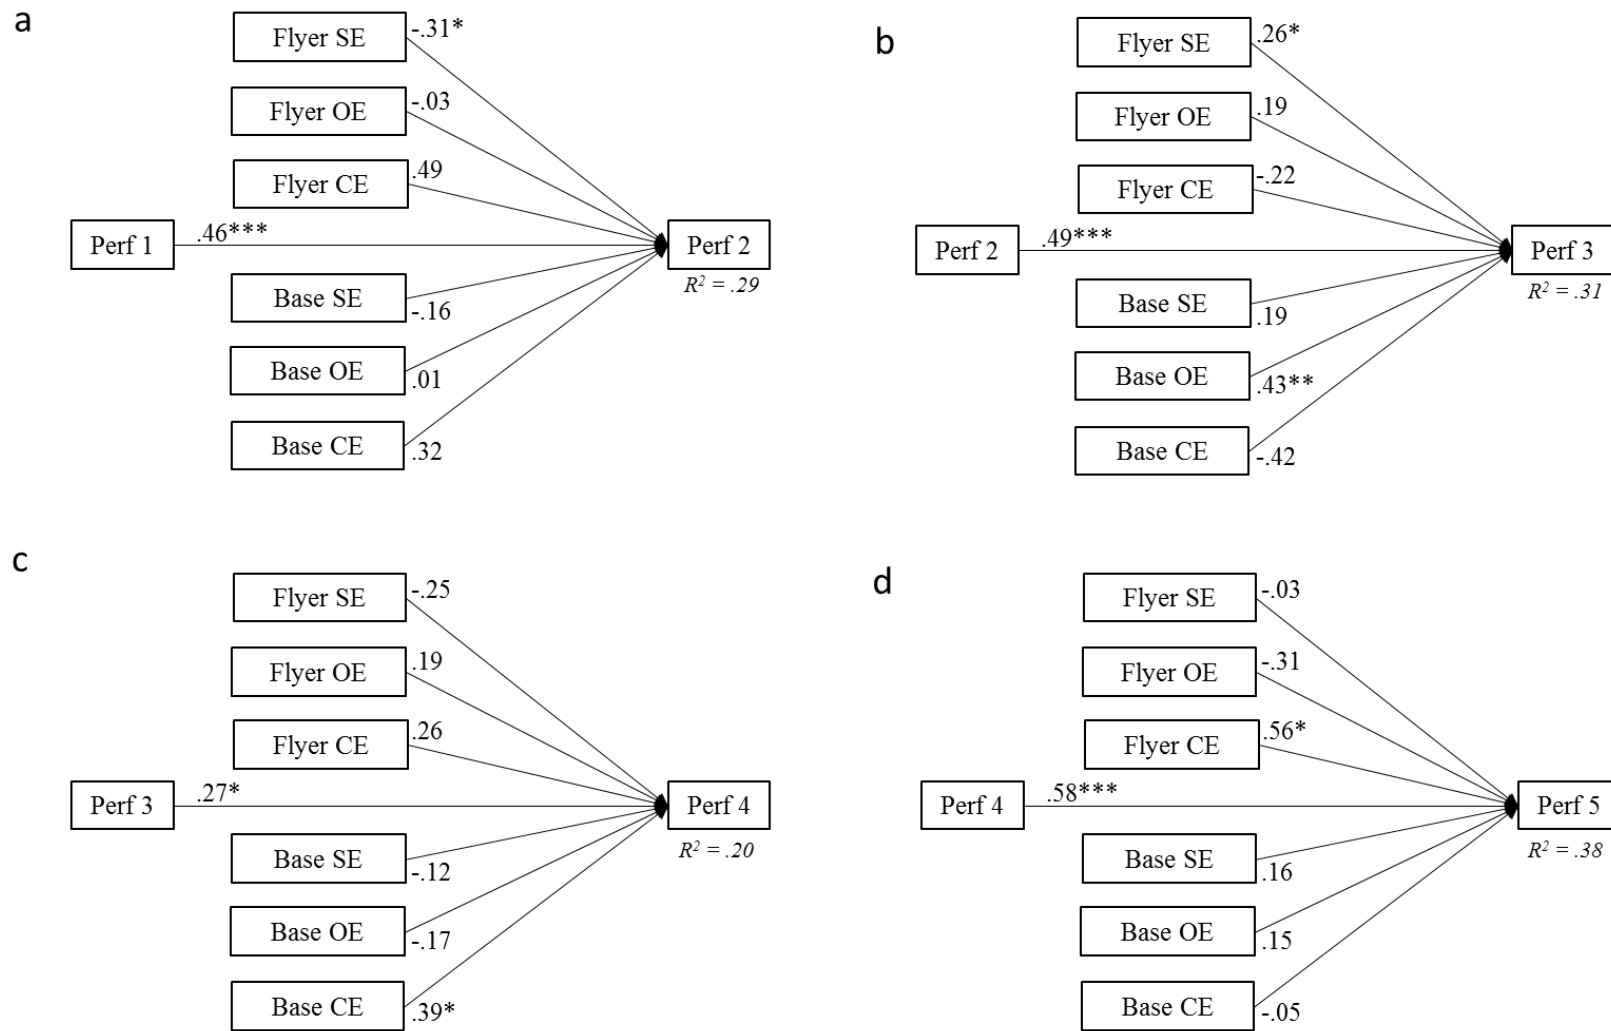 a
Flyer SE
-.31*
Flyer OE
-.03
Flyer CE
.49
Perf 1
.46***
Perf 2
R² = .29
Base SE
-.16
Base OE
.01
Base CE
.32
b
Flyer SE
.26*
Flyer OE
.19
Flyer CE
-.22
Perf 2
.49***
Perf 3
R² = .31
Base SE
.19
Base OE
.43**
Base CE
-.42
c
Flyer SE
-.25
Flyer OE
.19
Flyer CE
.26
Perf 3
.27*
Perf 4
R² = .20
Base SE
-.12
Base OE
-.17
Base CE
.39*
d
Flyer SE
-.03
Flyer OE
-.31
Flyer CE
.56*
Perf 4
.58***
Perf 5
R² = .38
Base SE
.16
Base OE
.15
Base CE
-.05